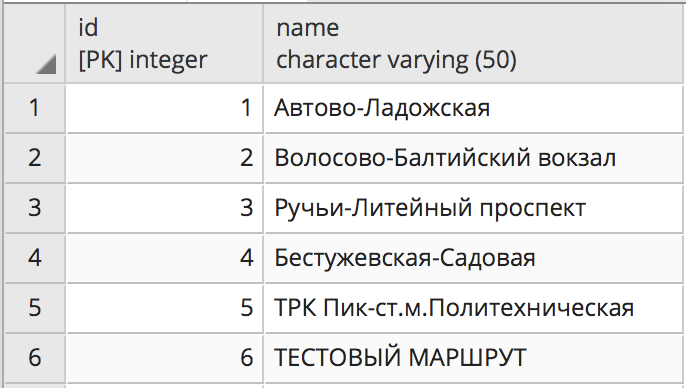 id name
[PK] integer character varying (50)
1 1 Автово-Ладожская
2 2 Волосово-Балтийский вокзал
3 3 Ручьи-Литейный проспект
4 4 Бестужевская-Садовая
5 5 ТРК Пик-ст.м.Политехническая
6 6 ТЕСТОВЫЙ МАРШРУТ